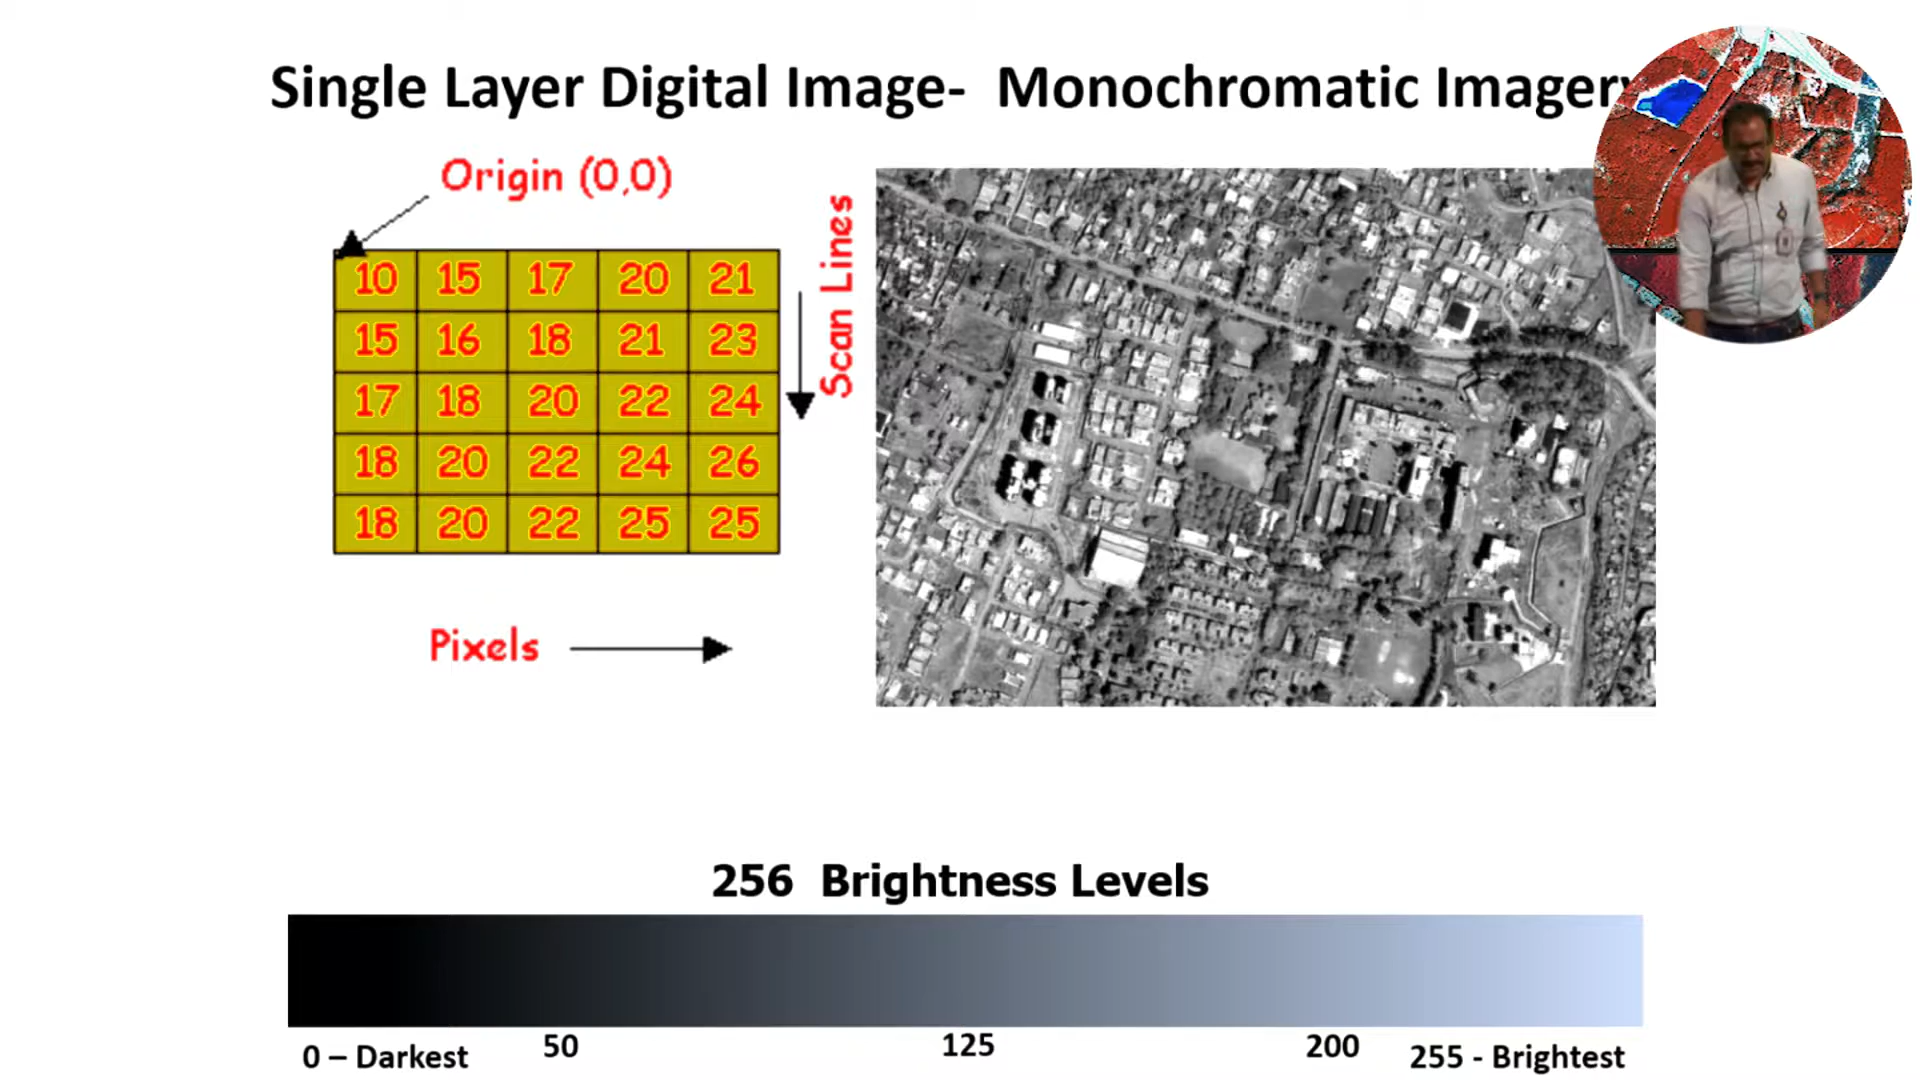 Single Layer Digital Image- Monochromatic Imagery
Origin (0,0)
Scan Lines
10 15 17 20 21
15 16 18 21 23
17 18 20 22 24
18 20 22 24 26
18 20 22 25 25
Pixels
256 Brightness Levels
0 – Darkest 50 125 200 255 - Brightest